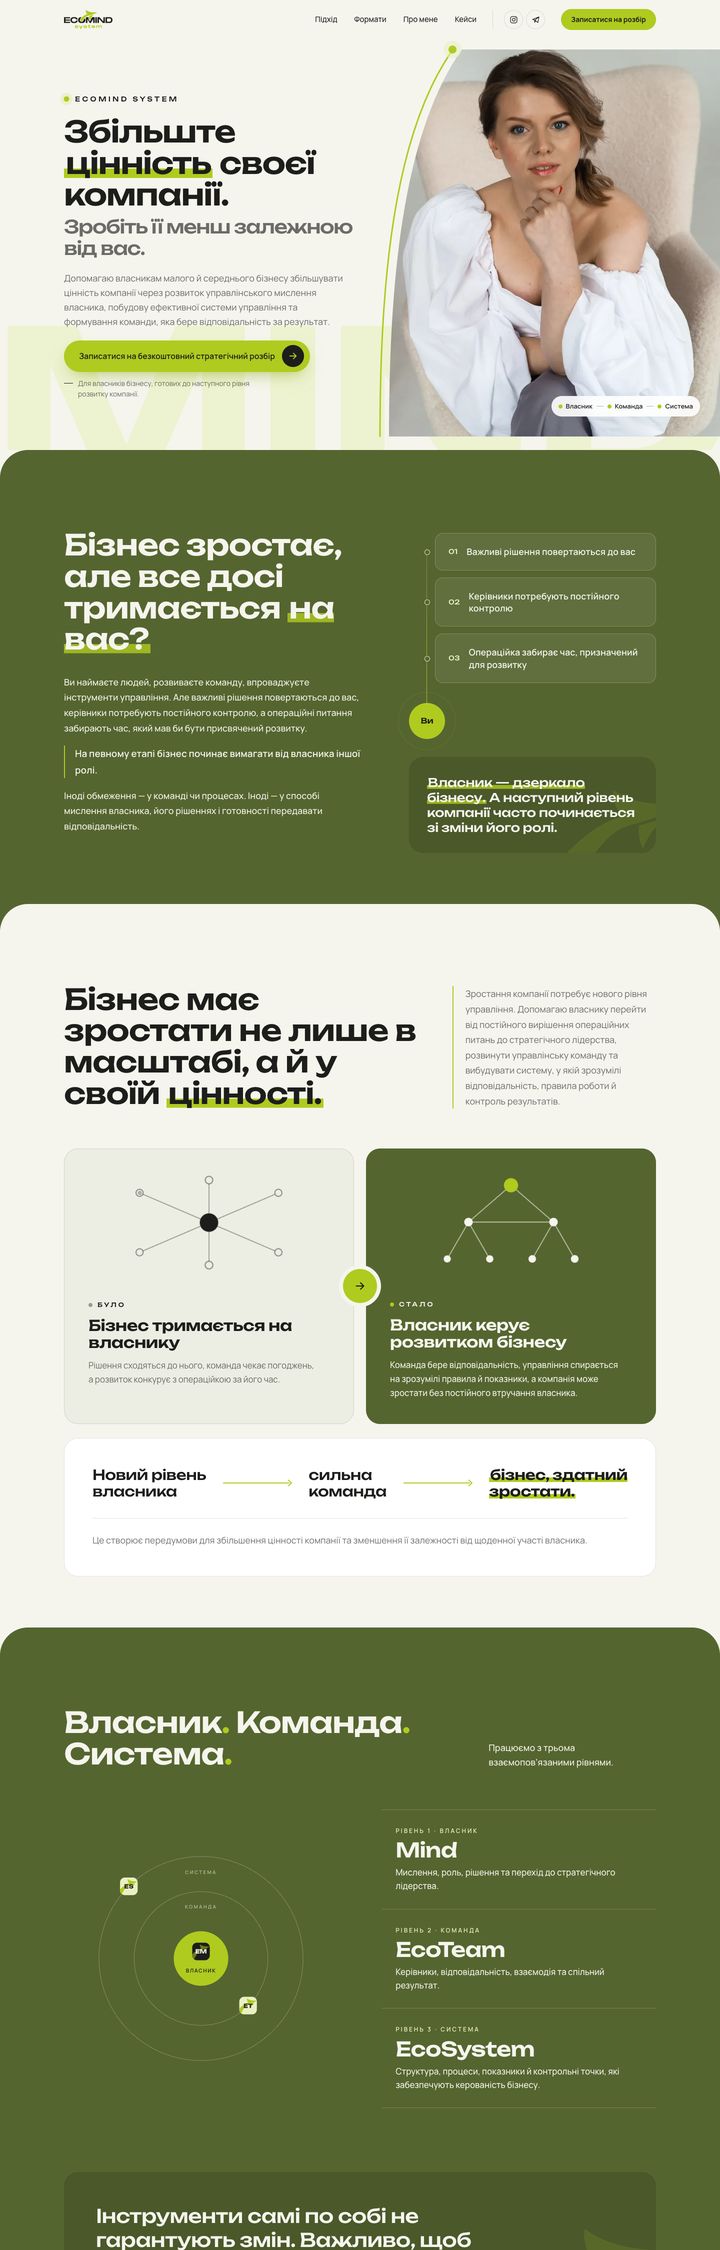 ECOMIND
system
Підхід
Формати
Про мене
Кейси
Записатися на розбір
ECOMIND SYSTEM
Збільште
цінність своєї
компанії.
Зробіть її менш залежною
від вас.
Допомагаю власникам малого й середнього бізнесу збільшувати
цінність компанії через розвиток управлінського мислення
власника, побудову ефективної системи управління та
формування команди, яка бере відповідальність за результат.
Записатися на безкоштовний стратегічний розбір
Для власників бізнесу, готових до наступного рівня
розвитку компанії.
Власник — Команда — Система
Бізнес зростає,
але все досі
тримається на
вас?
Ви наймаєте людей, розвиваєте команду, впроваджуєте
інструменти управління. Але важливі рішення повертаються до вас,
керівники потребують постійного контролю, а операційні питання
забирають час, який мав би бути присвячений розвитку.
На певному етапі бізнес починає вимагати від власника іншої
ролі.
Іноді обмеження — у команді чи процесах. Іноді — у способі
мислення власника, його рішеннях і готовності передавати
відповідальність.
01 Важливі рішення повертаються до вас
02 Керівники потребують постійного
контролю
03 Операційка забирає час, призначений
для розвитку
Ви
Власник — дзеркало
бізнесу. А наступний рівень
компанії часто починається
зі зміни його ролі.
Бізнес має
зростати не лише в
масштабі, а й у
своїй цінності.
Зростання компанії потребує нового рівня
управління. Допомагаю власнику перейти
від постійного вирішення операційних
питань до стратегічного лідерства,
розвинути управлінську команду та
вибудувати систему, у якій зрозумілі
відповідальність, правила роботи й
контроль результатів.
БУЛО
Бізнес тримається на
власнику
Рішення сходяться до нього, команда чекає погоджень,
а розвиток конкурує з операційкою за його час.
СТАЛО
Власник керує
розвитком бізнесу
Команда бере відповідальність, управління спирається
на зрозумілі правила й показники, а компанія може
зростати без постійного втручання власника.
Новий рівень
власника
сильна
команда
бізнес, здатний
зростати.
Це створює передумови для збільшення цінності компанії та зменшення її залежності від щоденної участі власника.
Власник. Команда.
Система.
Працюємо з трьома
взаємопов'язаними рівнями.
СИСТЕМА
ES
КОМАНДА
EM
ВЛАСНИК
ET
РІВЕНЬ 1 · ВЛАСНИК
Mind
Мислення, роль, рішення та перехід до стратегічного
лідерства.
РІВЕНЬ 2 · КОМАНДА
EcoTeam
Керівники, відповідальність, взаємодія та спільний
результат.
РІВЕНЬ 3 · СИСТЕМА
EcoSystem
Структура, процеси, показники й контрольні точки, які
забезпечують керованість бізнесу.
Інструменти самі по собі не
гарантують змін. Важливо, щоб